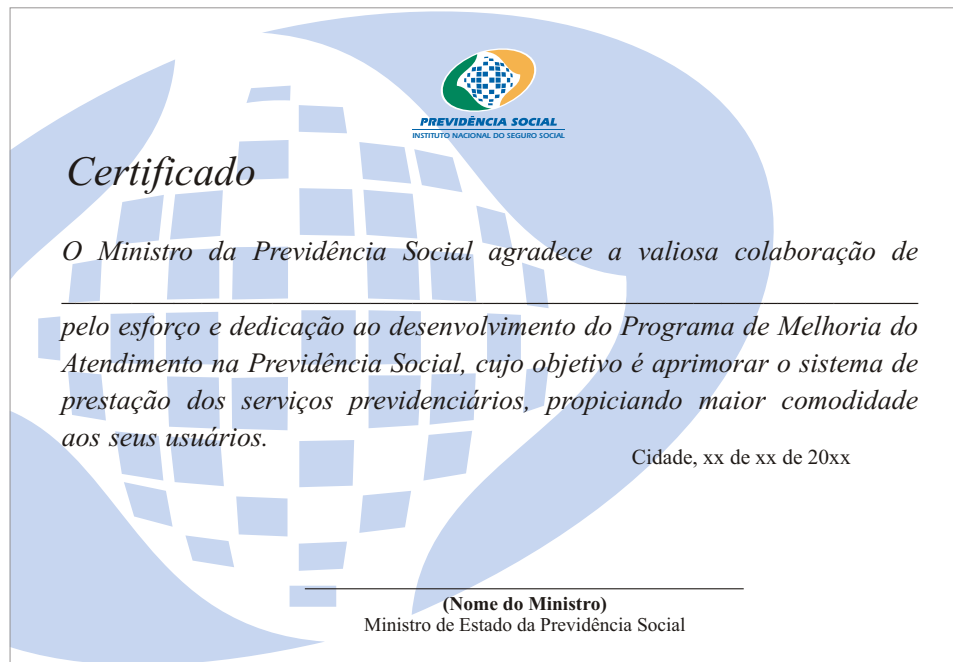 PREVIDÊNCIA SOCIAL
INSTITUTO NACIONAL DO SEGURO SOCIAL
Certificado
O Ministro da Previdência Social agradece a valiosa colaboração de
pelo esforço e dedicação ao desenvolvimento do Programa de Melhoria do
Atendimento na Previdência Social, cujo objetivo é aprimorar o sistema de
prestação dos serviços previdenciários, propiciando maior comodidade
aos seus usuários.
Cidade, xx de xx de 20xx
(Nome do Ministro)
Ministro de Estado da Previdência Social